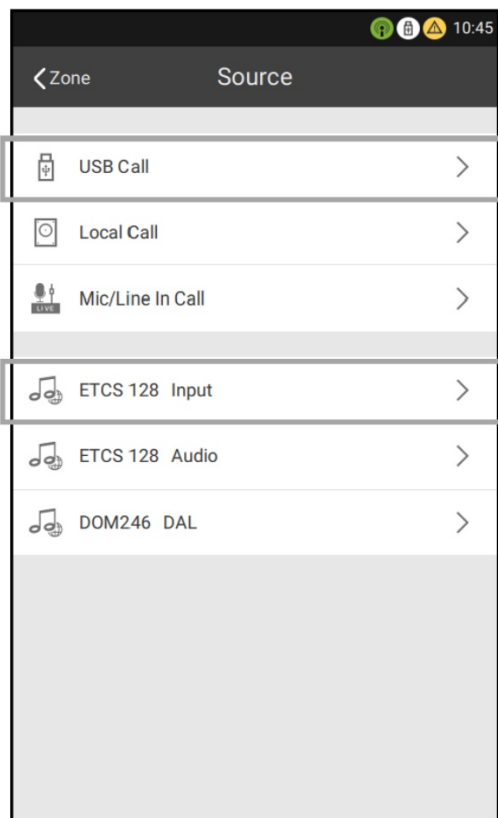 10:45
Zone Source
USB Call
Local Call
LIVE
Mic/Line In Call
ETCS 128 Input
ETCS 128 Audio
DOM246 DAL